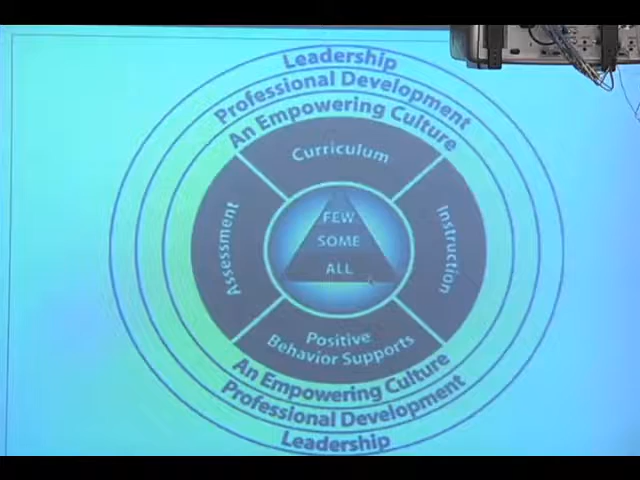 Leadership
Professional Development
An Empowering Culture
Curriculum
Assessment
FEW
SOME
ALL
Instruction
Positive
Behavior Supports
An Empowering Culture
Professional Development
Leadership